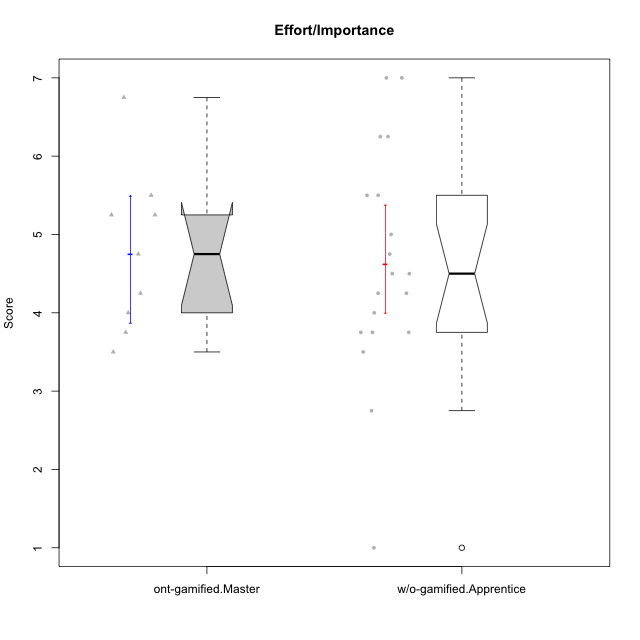 Effort/Importance
Score
7
6
5
4
3
2
1
ont-gamified.Master
w/o-gamified.Apprentice